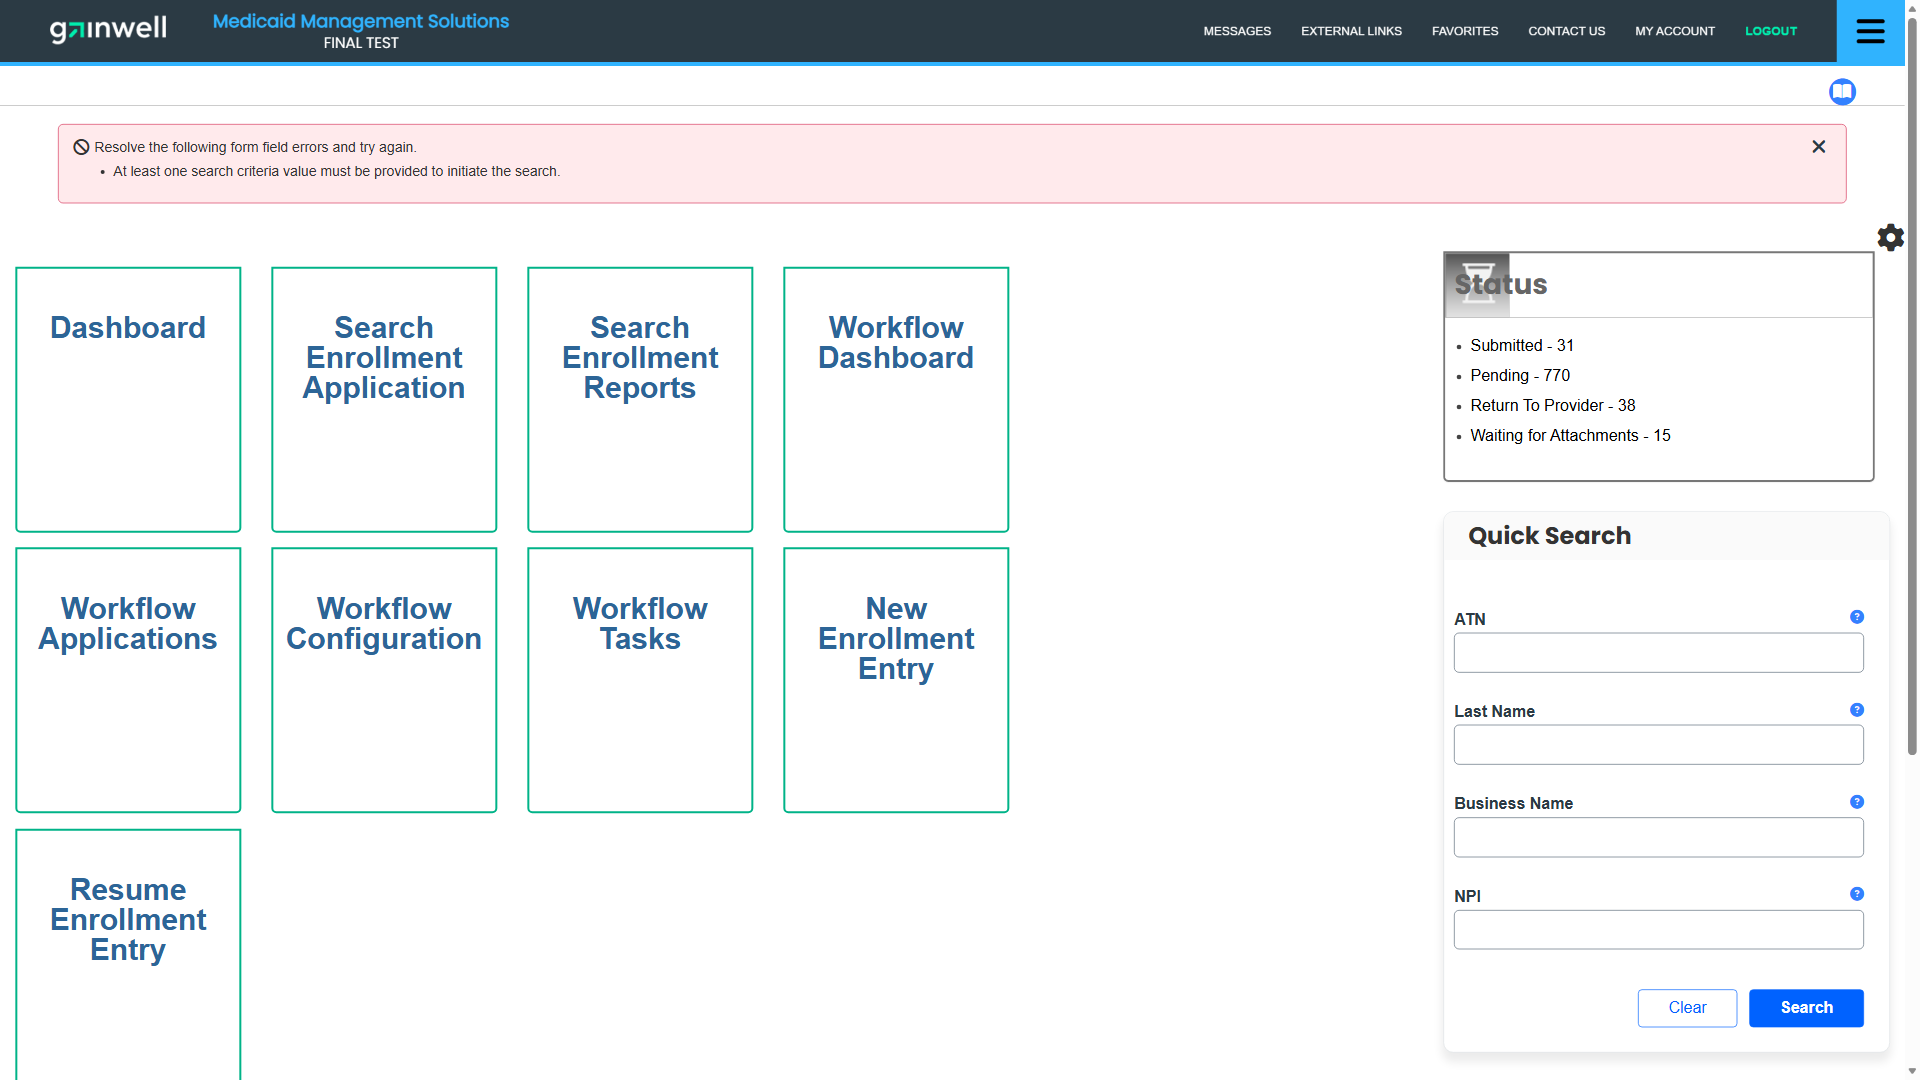 gainwell
Medicaid Management Solutions
FINAL TEST
MESSAGES
EXTERNAL LINKS
FAVORITES
CONTACT US
MY ACCOUNT
LOGOUT
Resolve the following form field errors and try again.
• At least one search criteria value must be provided to initiate the search.
Dashboard
Search
Enrollment
Application
Search
Enrollment
Reports
Workflow
Dashboard
Workflow
Applications
Workflow
Configuration
Workflow
Tasks
New
Enrollment
Entry
Resume
Enrollment
Entry
Status
• Submitted - 31
• Pending - 770
• Return To Provider - 38
• Waiting for Attachments - 15
Quick Search
ATN
?
Last Name
?
Business Name
?
NPI
?
Clear
Search